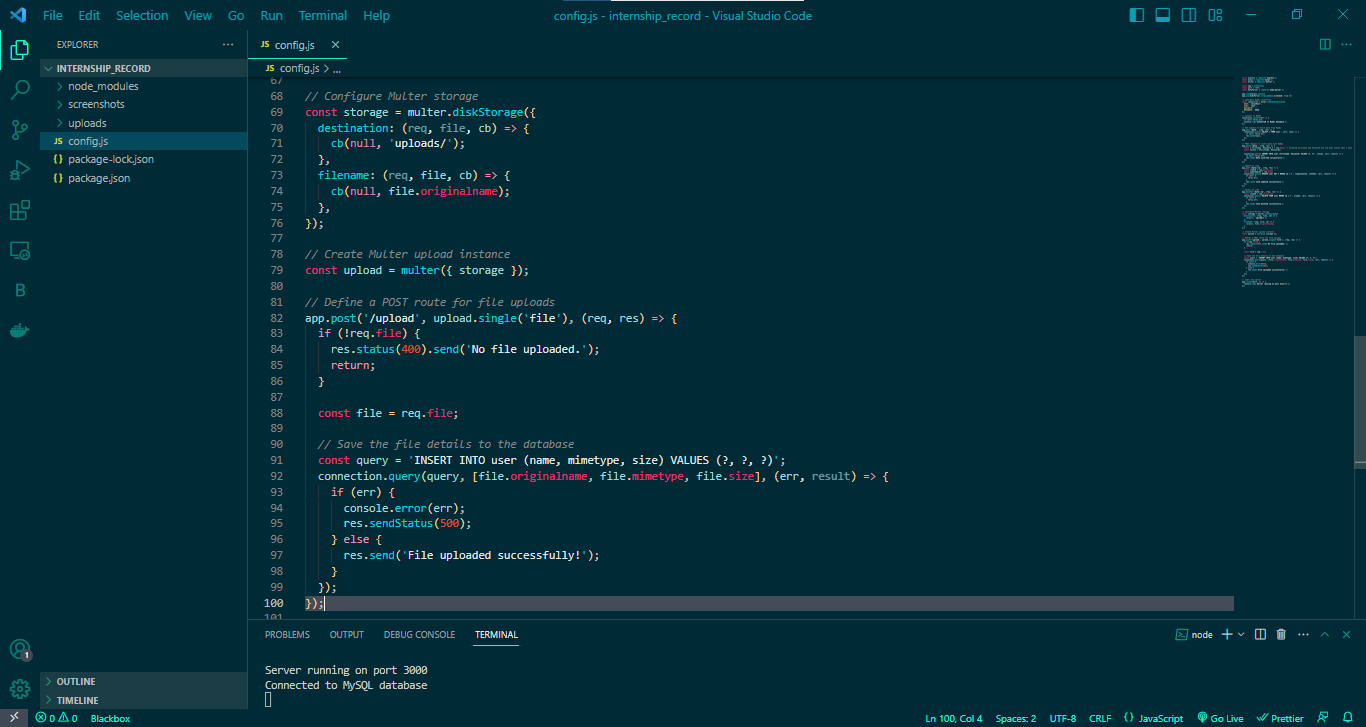 File Edit Selection View Go Run Terminal Help config.js - internship_record - Visual Studio Code
EXPLORER
INTERNSHIP_RECORD
node_modules
screenshots
uploads
JS config.js
{} package-lock.json
{} package.json
OUTLINE
TIMELINE
B
1
JS config.js
JS config.js > ...
67
68 // Configure Multer storage
69 const storage = multer.diskStorage({
70 destination: (req, file, cb) => {
71 cb(null, 'uploads/');
72 },
73 filename: (req, file, cb) => {
74 cb(null, file.originalname);
75 },
76 });
77
78 // Create Multer upload instance
79 const upload = multer({ storage });
80
81 // Define a POST route for file uploads
82 app.post('/upload', upload.single('file'), (req, res) => {
83 if (!req.file) {
84 res.status(400).send('No file uploaded.');
85 return;
86 }
87
88 const file = req.file;
89
90 // Save the file details to the database
91 const query = 'INSERT INTO user (name, mimetype, size) VALUES (?, ?, ?)';
92 connection.query(query, [file.originalname, file.mimetype, file.size], (err, result) => {
93 if (err) {
94 console.error(err);
95 res.sendStatus(500);
96 } else {
97 res.send('File uploaded successfully!');
98 }
99 });
100 });
101
PROBLEMS OUTPUT DEBUG CONSOLE TERMINAL node
Server running on port 3000
Connected to MySQL database
0 0 Blackbox Ln 100, Col 4 Spaces: 2 UTF-8 CRLF {} JavaScript Go Live Prettier